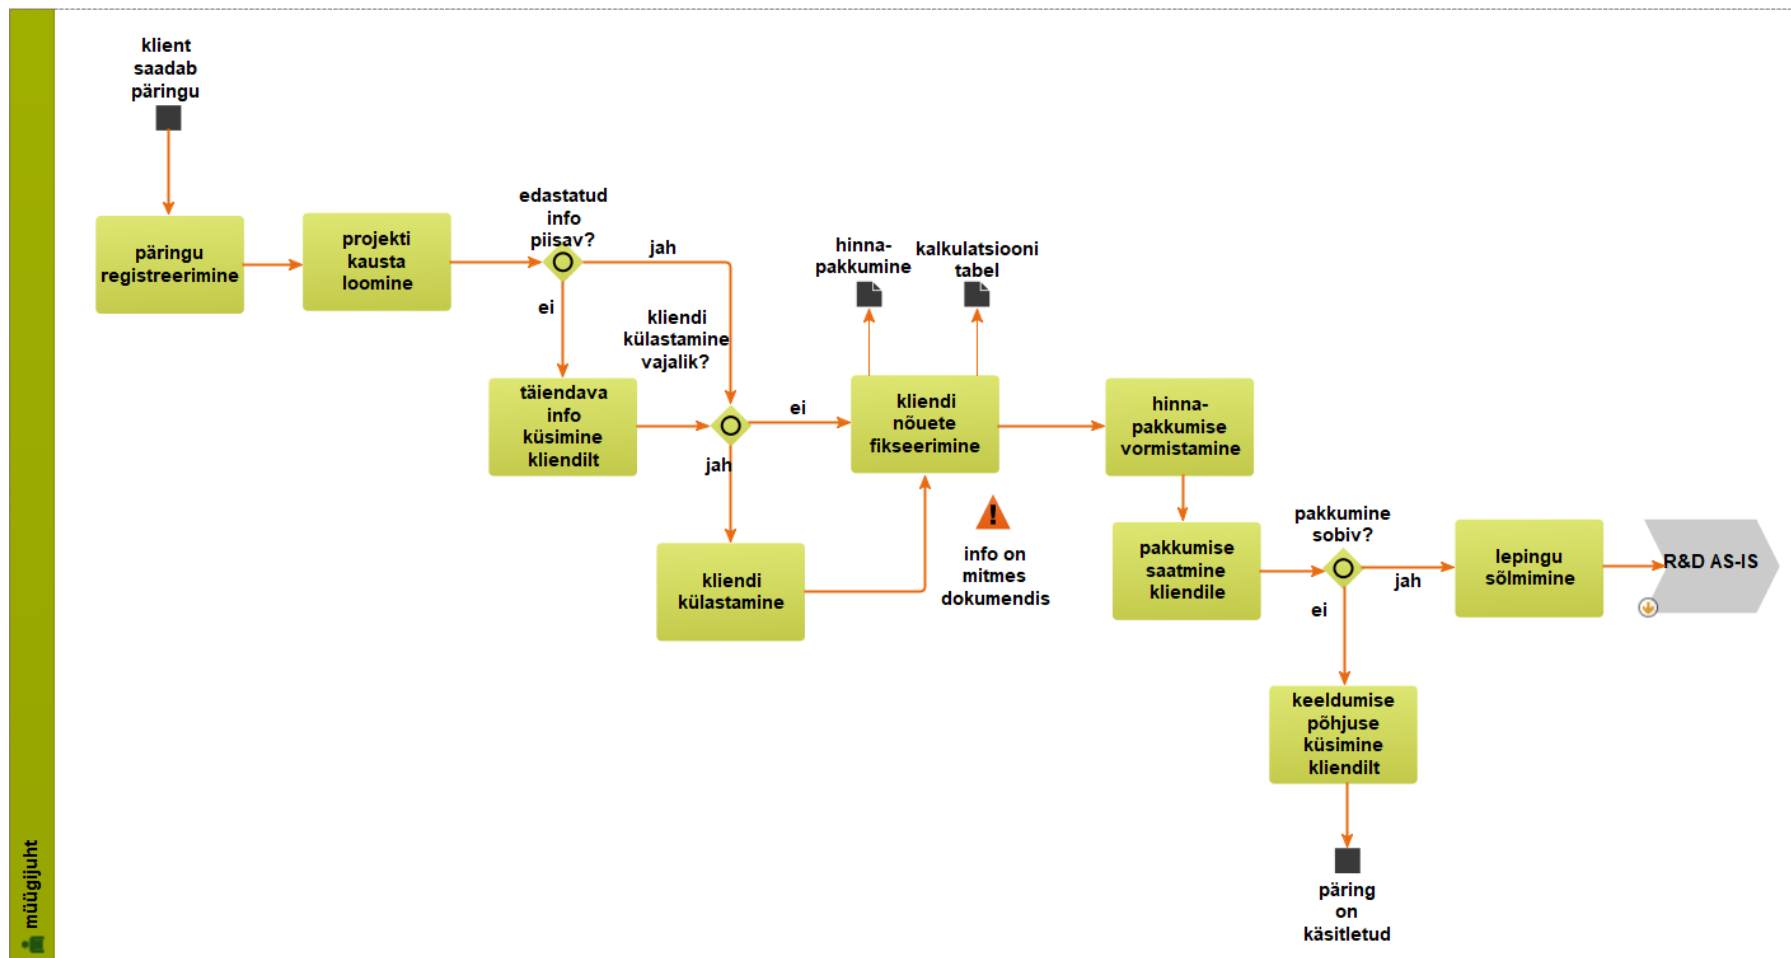 klient
saadab
päringu
päringu
registreerimine
projekti
kausta
loomine
edastatud
info
piisav?
jah
ei
täiendava
info
küsimine
kliendilt
kliendi
külastamine
vajalik?
ei
jah
kliendi
külastamine
hinna-
pakkumine
kalkulatsiooni
tabel
kliendi
nõuete
fikseerimine
info on
mitmes
dokumendis
hinna-
pakkumise
vormistamine
pakkumise
saatmine
kliendile
pakkumine
sobiv?
jah
ei
lepingu
sõlmimine
R&D AS-IS
keeldumise
põhjuse
küsimine
kliendilt
päring
on
käsitletud
müügijuht